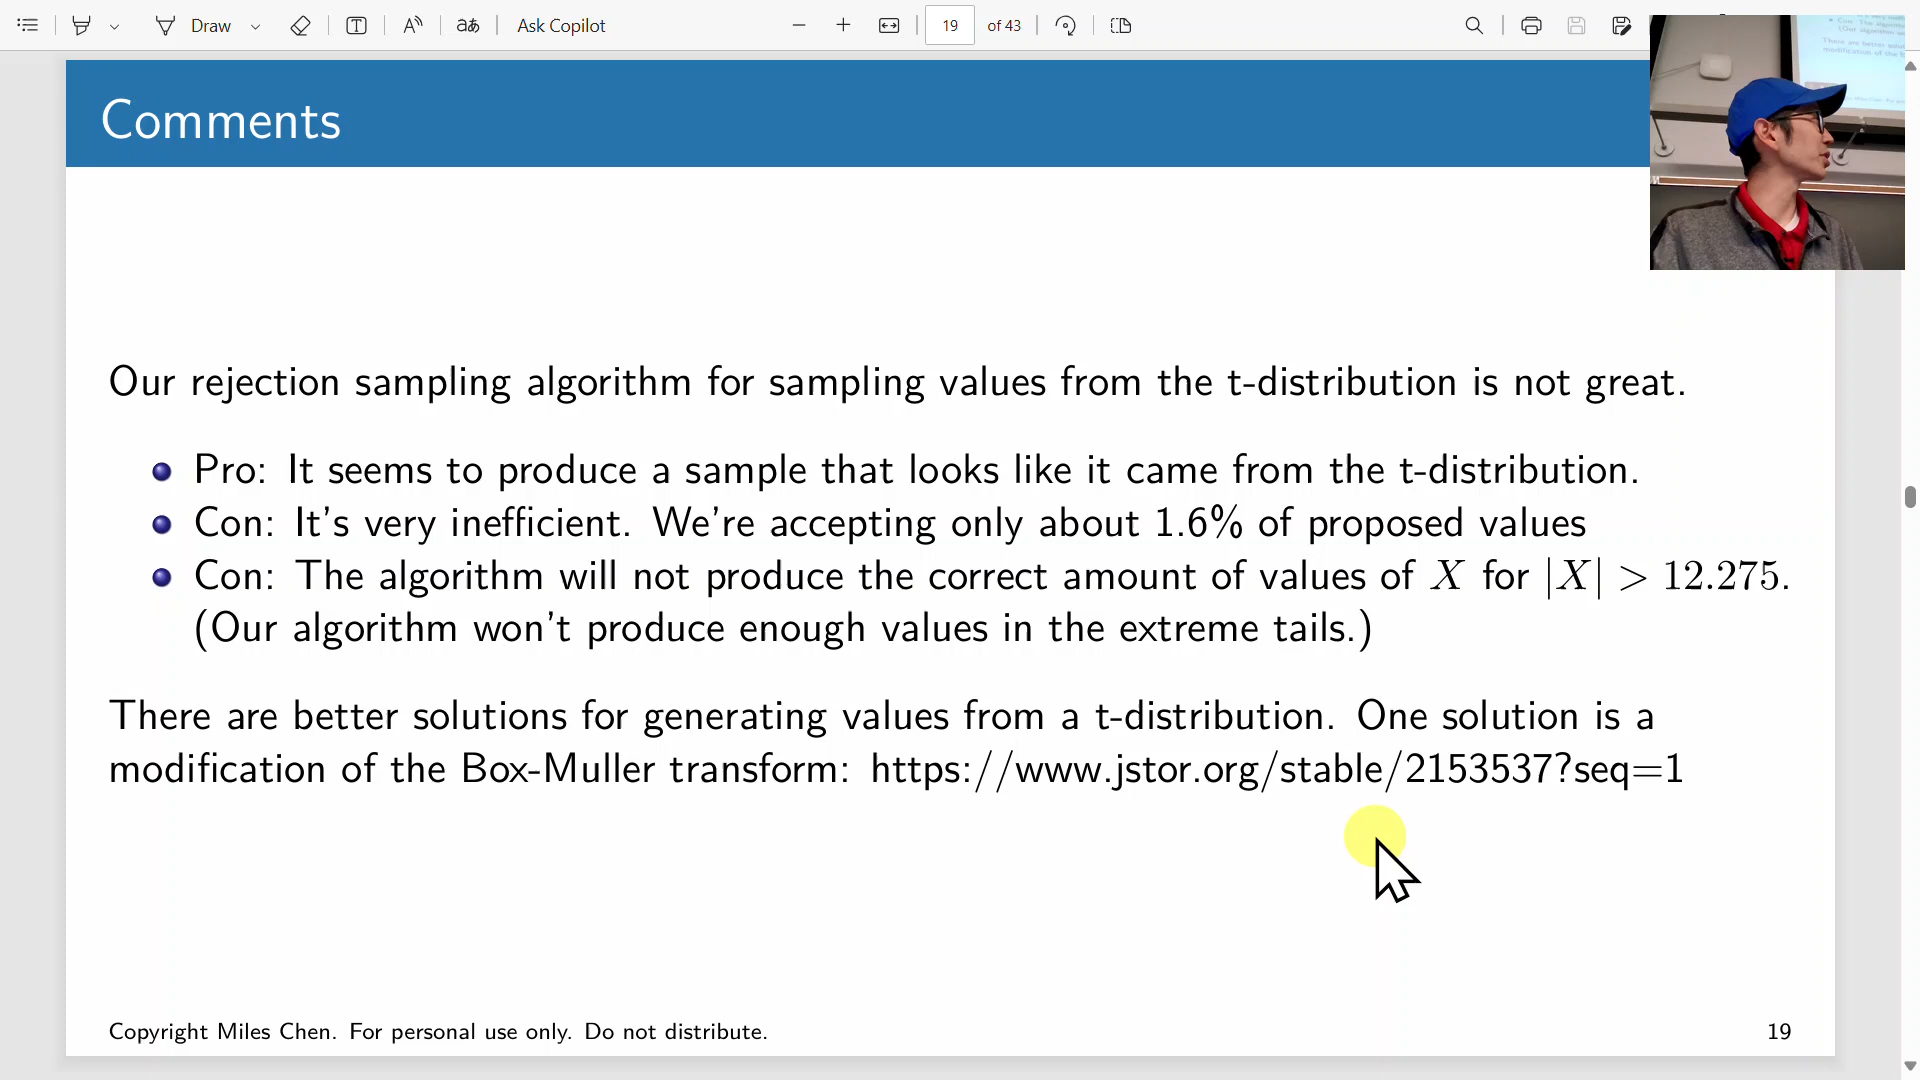 Draw
Ask Copilot
19
of 43
Comments
Our rejection sampling algorithm for sampling values from the t-distribution is not great.
Pro: It seems to produce a sample that looks like it came from the t-distribution.
Con: It's very inefficient. We're accepting only about 1.6% of proposed values
Con: The algorithm will not produce the correct amount of values of X for |X| > 12.275.
(Our algorithm won't produce enough values in the extreme tails.)
There are better solutions for generating values from a t-distribution. One solution is a
modification of the Box-Muller transform: https://www.jstor.org/stable/2153537?seq=1
Copyright Miles Chen. For personal use only. Do not distribute.
19